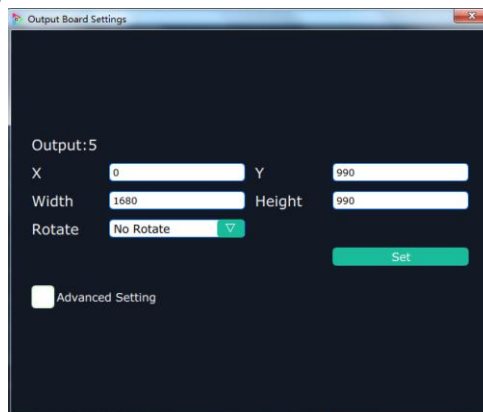 Output Board Settings
Output:5
X 0 Y 990
Width 1680 Height 990
Rotate No Rotate
Set
Advanced Setting